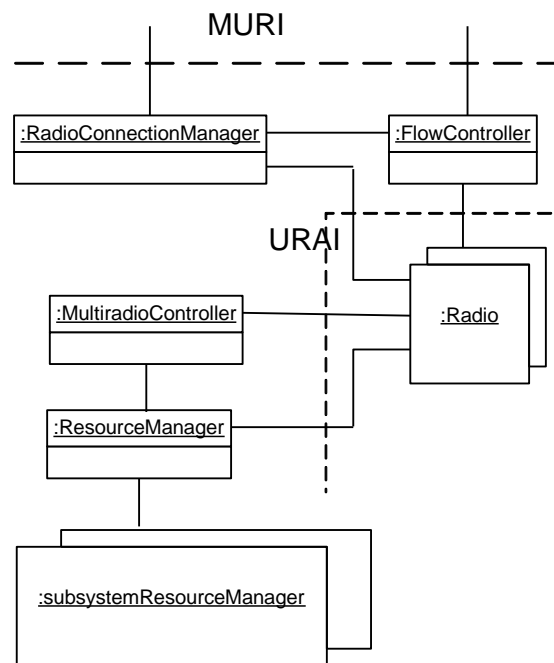 MURI
:RadioConnectionManager
:FlowController
URAI
:MultiradioController
:Radio
:ResourceManager
:subsystemResourceManager